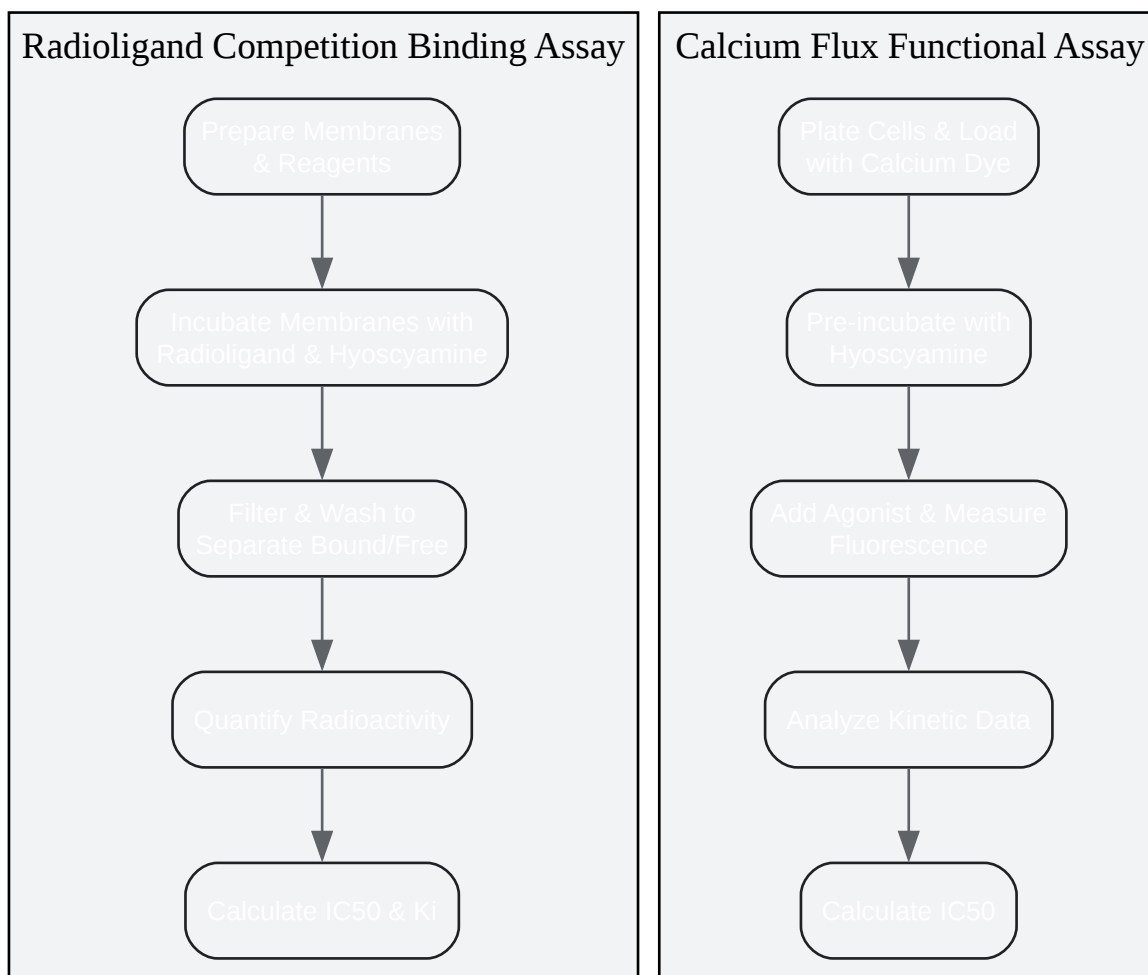 Radioligand Competition Binding Assay
Prepare Membranes
& Reagents
Incubate Membranes with
Radioligand & Hyoscyamine
Filter & Wash to
Separate Bound/Free
Quantify Radioactivity
Calculate IC50 & Ki
Calcium Flux Functional Assay
Plate Cells & Load
with Calcium Dye
Pre-incubate with
Hyoscyamine
Add Agonist & Measure
Fluorescence
Analyze Kinetic Data
Calculate IC50